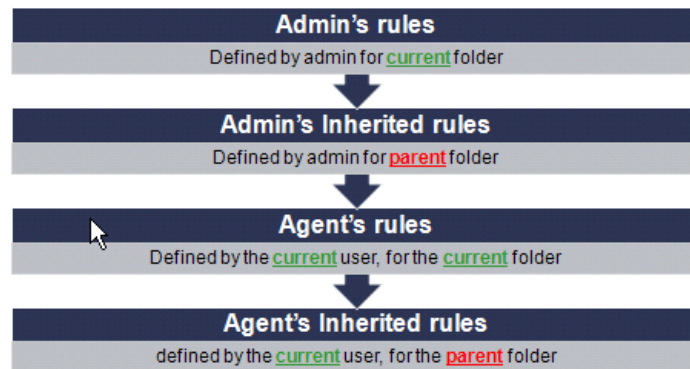 Admin's rules
Defined by admin for current folder
Admin's Inherited rules
Defined by admin for parent folder
Agent's rules
Defined by the current user, for the current folder
Agent's Inherited rules
defined by the current user, for the parent folder